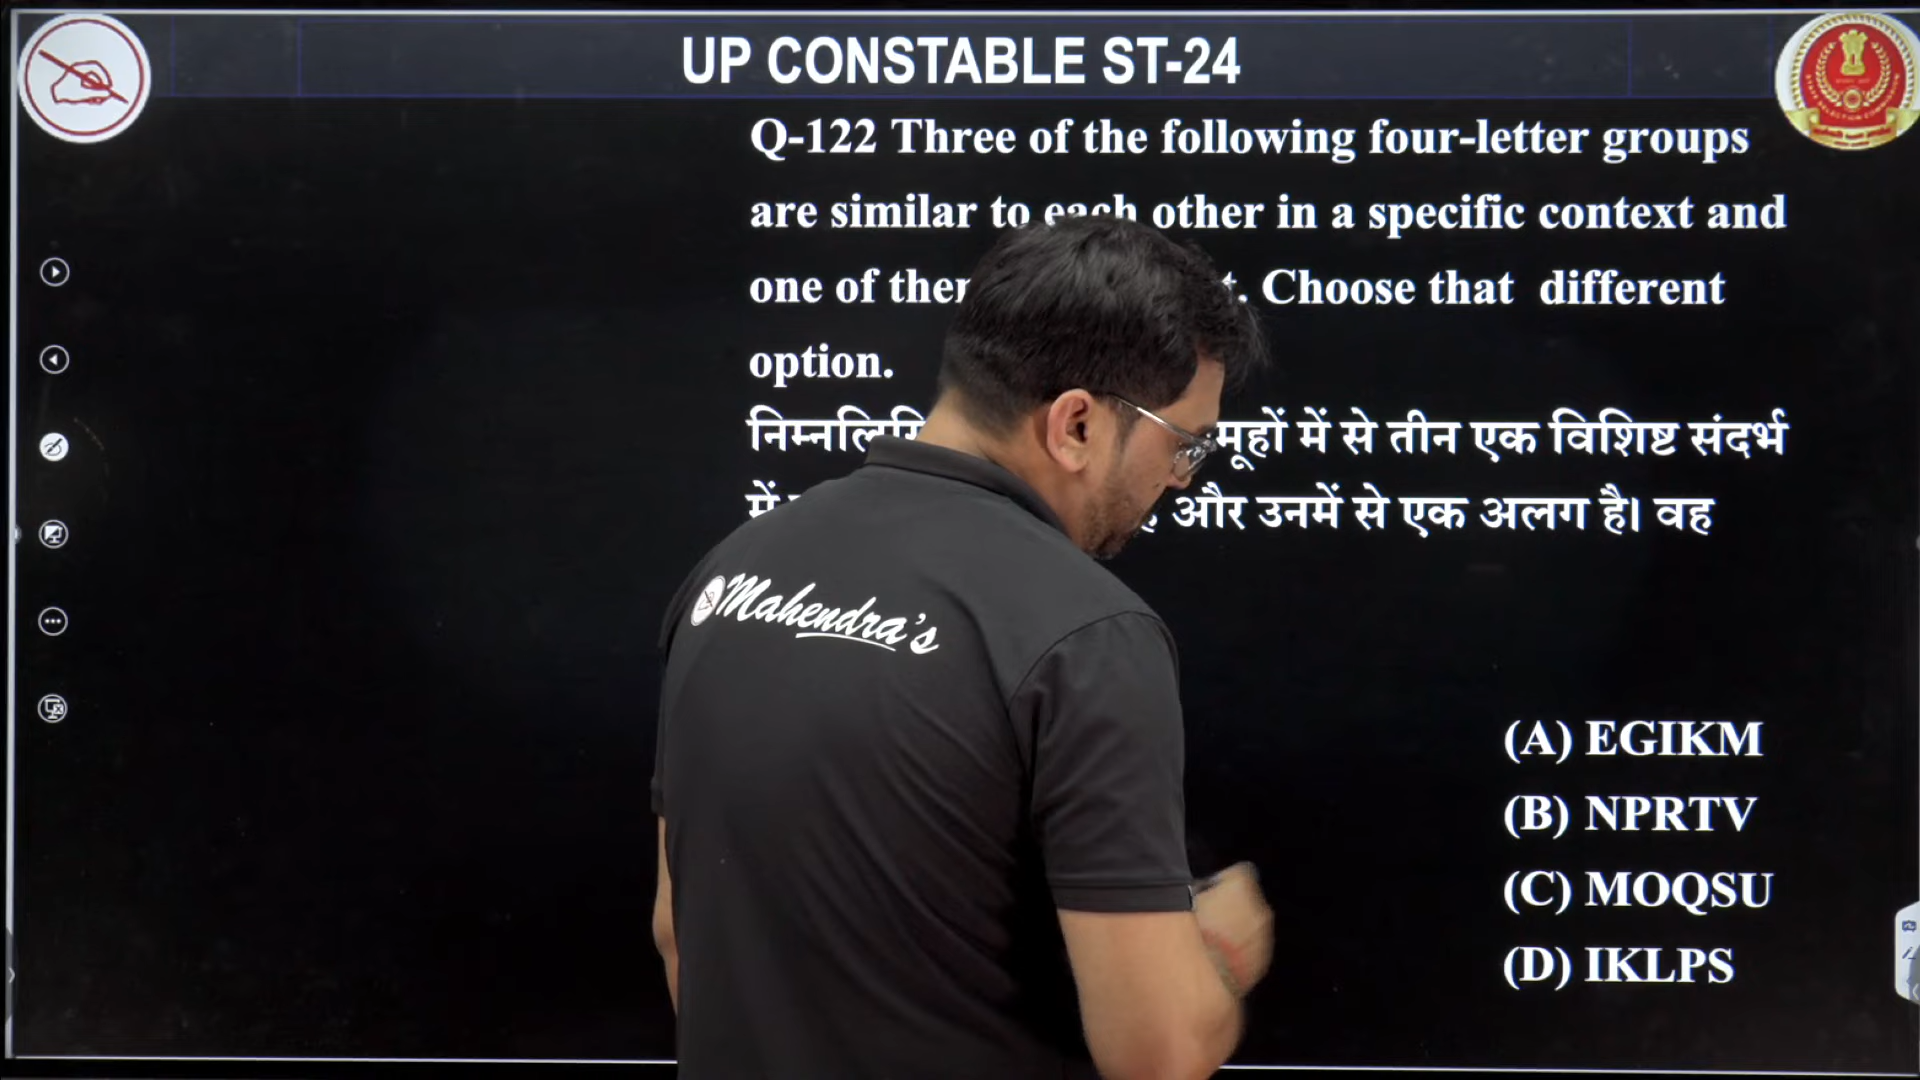 UP CONSTABLE ST-24
Q-122 Three of the following four-letter groups
are similar to each other in a specific context and
one of Choose that different
option.
में से तीन एक विशिष्ट संदर्भ
में और उनमें से एक अलग है। वह
Mahendra's
(A) EGIKM
(B) NPRTV
(C) MOQSU
(D) IKLPS